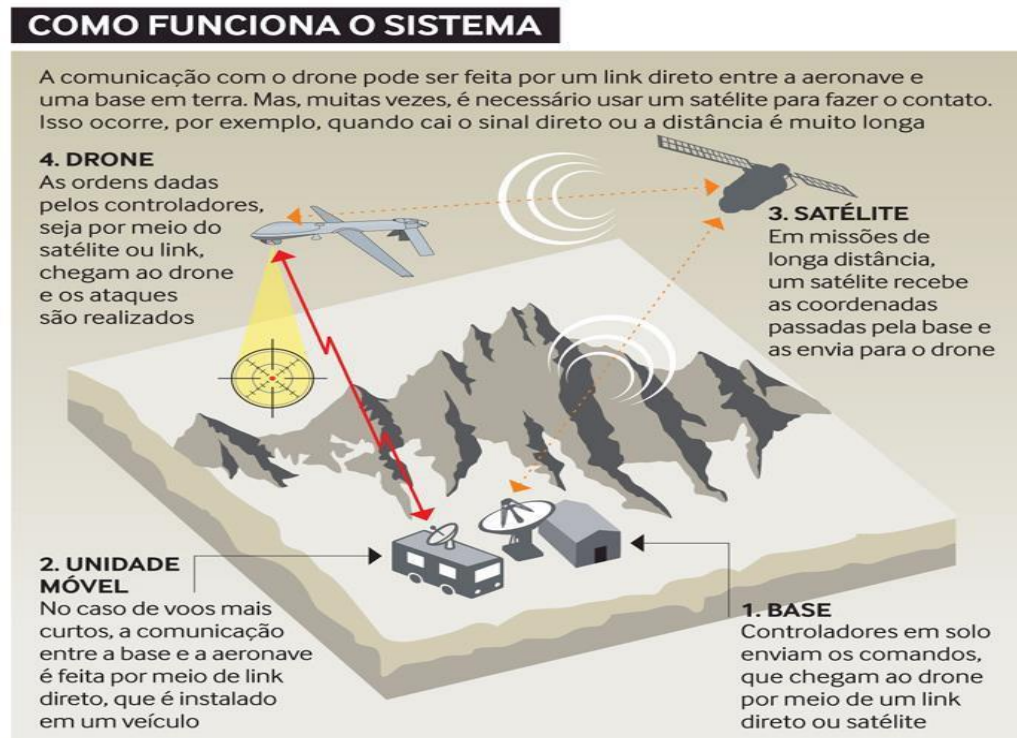 COMO FUNCIONA O SISTEMA
A comunicação com o drone pode ser feita por um link direto entre a aeronave e
uma base em terra. Mas, muitas vezes, é necessário usar um satélite para fazer o contato.
Isso ocorre, por exemplo, quando cai o sinal direto ou a distância é muito longa
4. DRONE
As ordens dadas
pelos controladores,
seja por meio do
satélite ou link,
chegam ao drone
e os ataques
são realizados
3. SATÉLITE
Em missões de
longa distância,
um satélite recebe
as coordenadas
passadas pela base e
as envia para o drone
2. UNIDADE
MÓVEL
No caso de voos mais
curtos, a comunicação
entre a base e a aeronave
é feita por meio de link
direto, que é instalado
em um veículo
1. BASE
Controladores em solo
enviam os comandos,
que chegam ao drone
por meio de um link
direto ou satélite